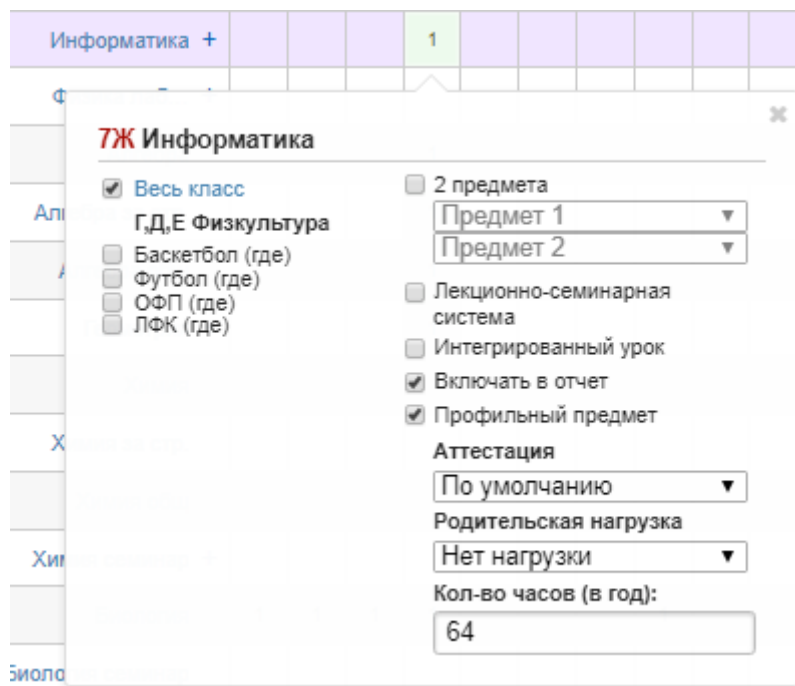 Информатика +
1
7Ж Информатика
Весь класс
Г,Д,Е Физкультура
Баскетбол (где)
Футбол (где)
ОФП (где)
ЛФК (где)
2 предмета
Предмет 1
Предмет 2
Лекционно-семинарная
система
Интегрированный урок
Включать в отчет
Профильный предмет
Аттестация
По умолчанию
Родительская нагрузка
Нет нагрузки
Кол-во часов (в год):
64